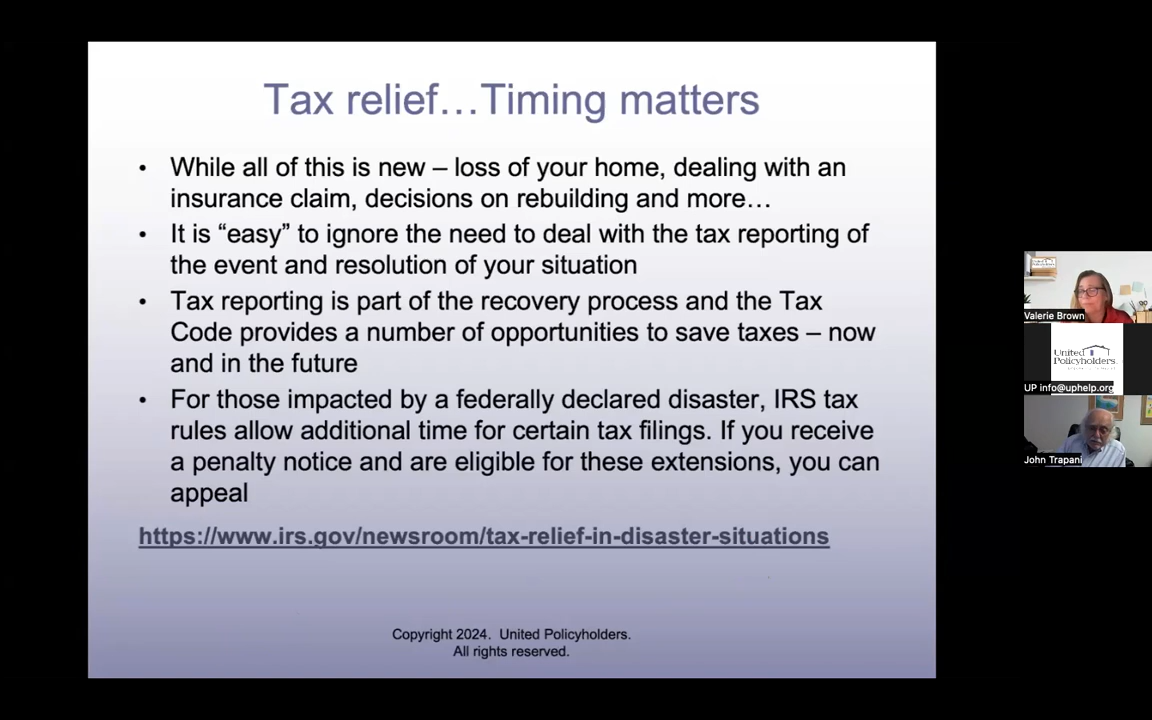 Tax relief…Timing matters
• While all of this is new – loss of your home, dealing with an
insurance claim, decisions on rebuilding and more…
• It is “easy” to ignore the need to deal with the tax reporting of
the event and resolution of your situation
• Tax reporting is part of the recovery process and the Tax
Code provides a number of opportunities to save taxes – now
and in the future
• For those impacted by a federally declared disaster, IRS tax
rules allow additional time for certain tax filings. If you receive
a penalty notice and are eligible for these extensions, you can
appeal
https://www.irs.gov/newsroom/tax-relief-in-disaster-situations
Copyright 2024. United Policyholders.
All rights reserved.
Valerie Brown
United
Policyholders
UP info@uphelp.org
John Trapani